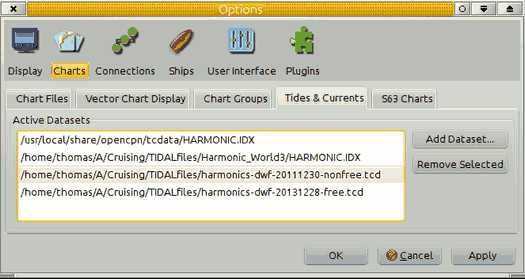 Options
Display Charts Connections Ships User Interface Plugins
Chart Files Vector Chart Display Chart Groups Tides & Currents S63 Charts
Active Datasets
/usr/local/share/opencpn/tcdata/HARMONIC.IDX
/home/thomas/A/Cruising/TIDALfiles/Harmonic_World3/HARMONIC.IDX
/home/thomas/A/Cruising/TIDALfiles/harmonics-dwf-20111230-nonfree.tcd
/home/thomas/A/Cruising/TIDALfiles/harmonics-dwf-20131228-free.tcd
Add Dataset...
Remove Selected
OK Cancel Apply